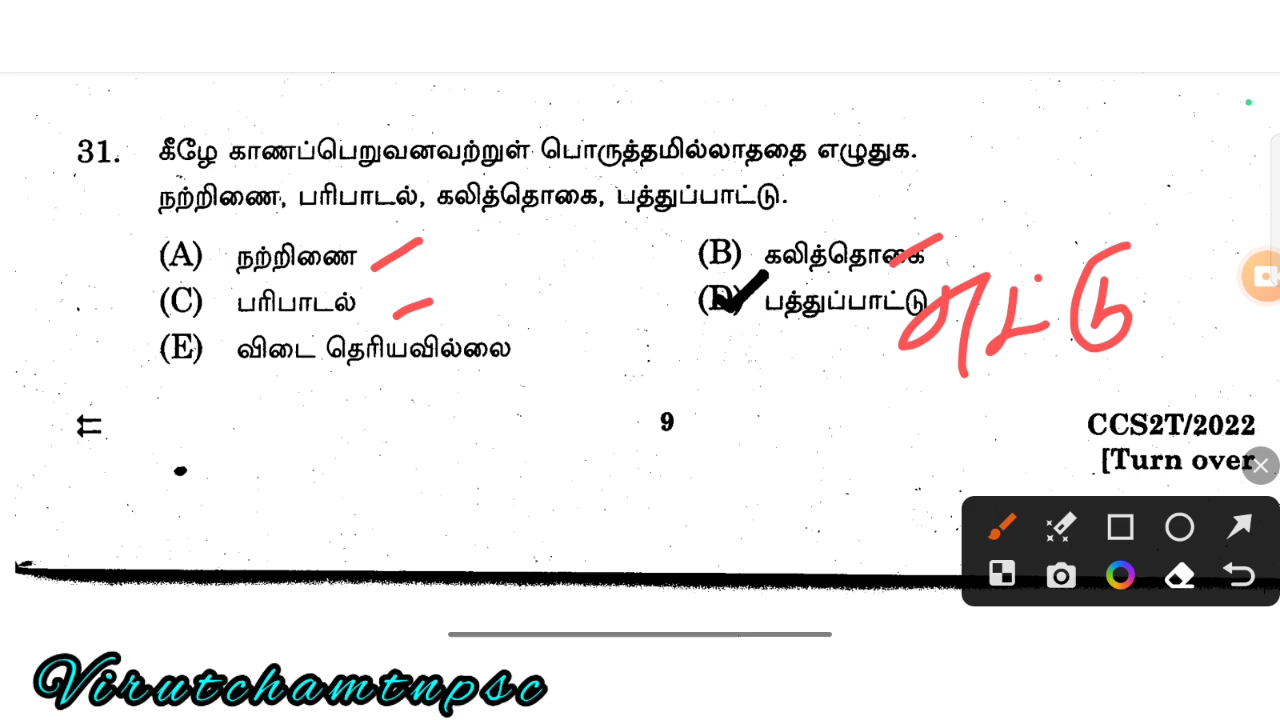 31. கீழே காணப்பெறுவனவற்றுள் பொருத்தமில்லாததை எழுதுக.
நற்றிணை, பரிபாடல், கலித்தொகை, பத்துப்பாட்டு.
(A) நற்றிணை (B) கலித்தொகை
(C) பரிபாடல் (D) பத்துப்பாட்டு
எட்டு
(E) விடை தெரியவில்லை
9
CCS2T/2022
[Turn over
Virutchamtnpsc